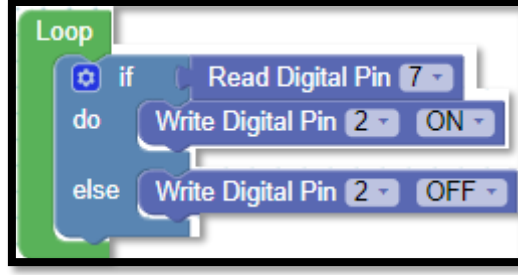 Loop
if Read Digital Pin 7
do Write Digital Pin 2 ON
else Write Digital Pin 2 OFF